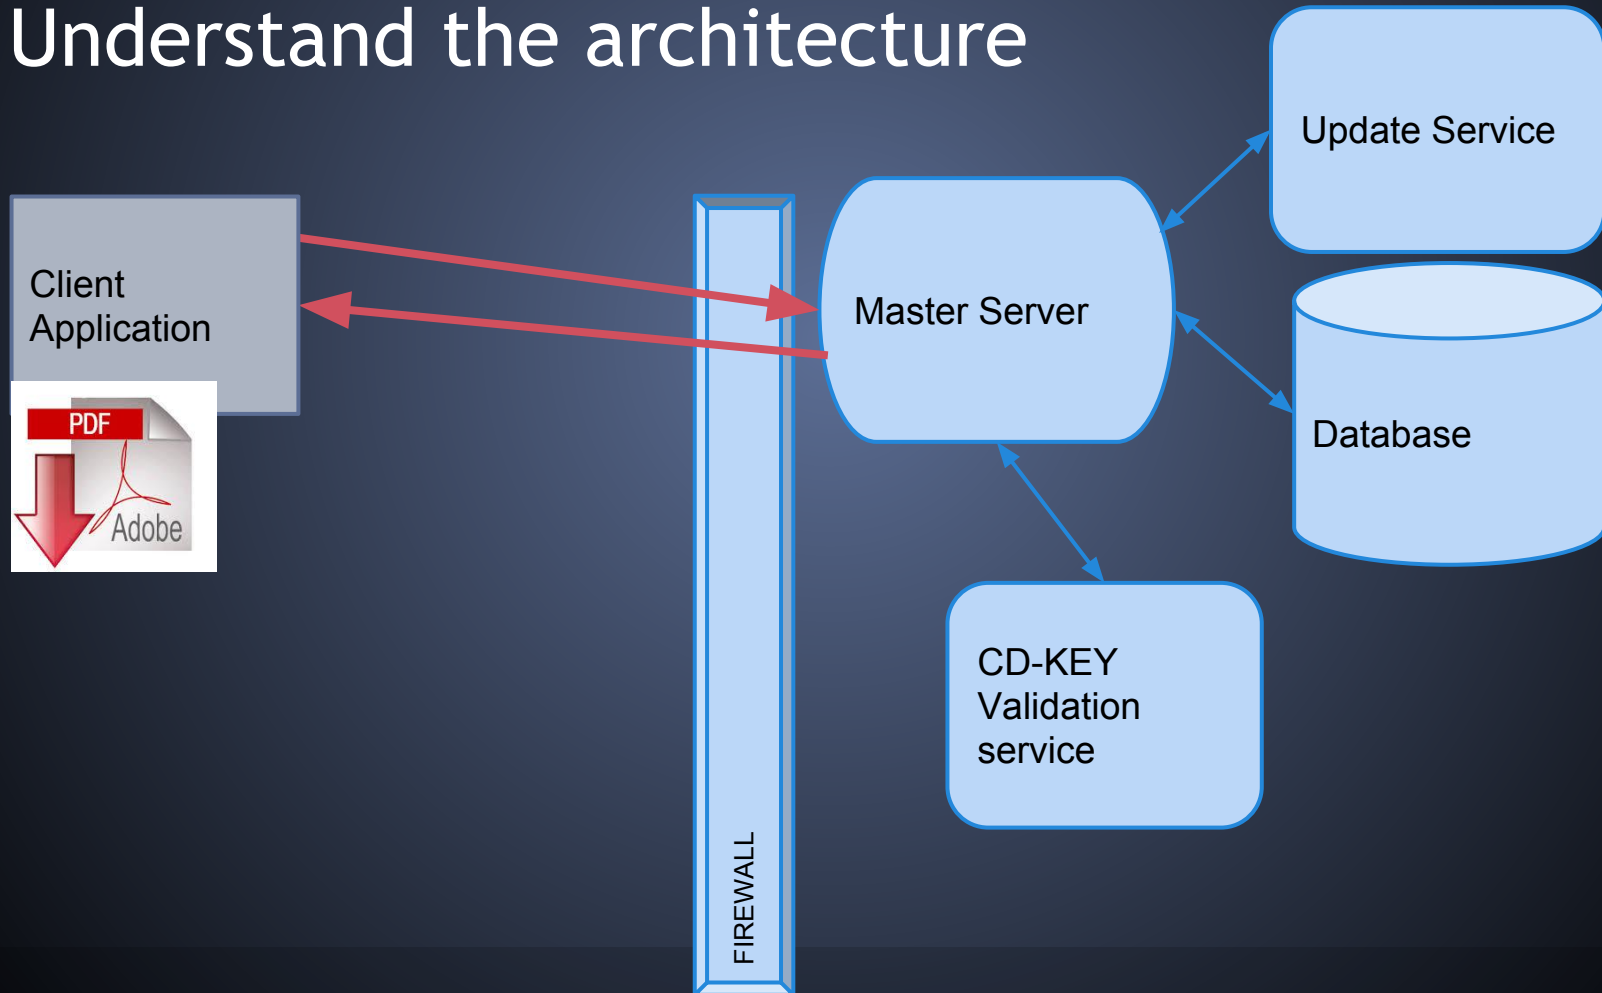 Understand the architecture
Update Service
Client
Application
Master Server
PDF
Adobe
Database
CD-KEY
Validation
service
FIREWALL